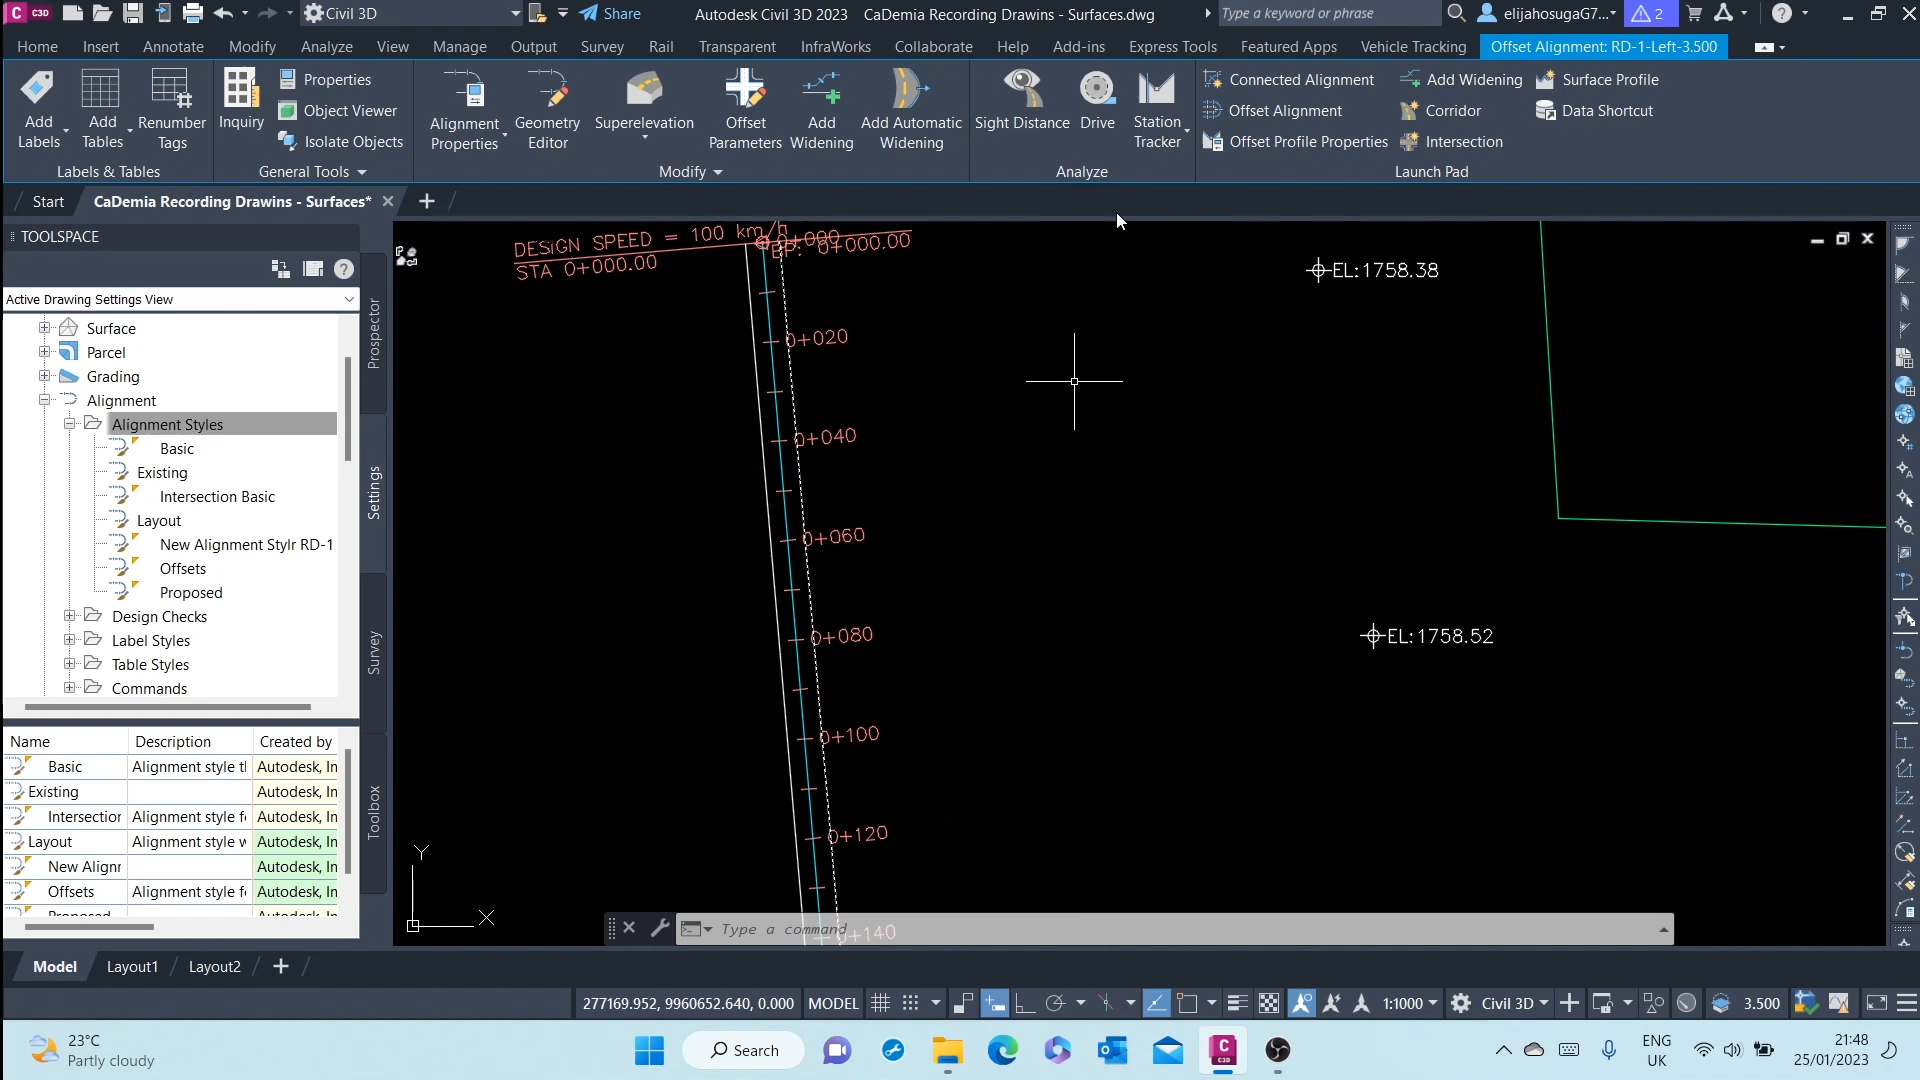 C3D Civil 3D Share Autodesk Civil 3D 2023 CaDemia Recording Drawins - Surfaces.dwg Type a keyword or phrase elijahosugaG7... 2
Home Insert Annotate Modify Analyze View Manage Output Survey Rail Transparent InfraWorks Collaborate Help Add-ins Express Tools Featured Apps Vehicle Tracking Offset Alignment: RD-1-Left-3.500
Add Labels
Add Tables
Renumber Tags
Labels & Tables
Inquiry
Properties
Object Viewer
Isolate Objects
General Tools
Alignment Properties
Geometry Editor
Superelevation
Offset Parameters
Add Widening
Add Automatic Widening
Modify
Sight Distance
Drive
Station Tracker
Analyze
Connected Alignment
Offset Alignment
Offset Profile Properties
Add Widening
Corridor
Intersection
Surface Profile
Data Shortcut
Launch Pad
Start CaDemia Recording Drawins - Surfaces*
TOOLSPACE
Active Drawing Settings View
Surface
Parcel
Grading
Alignment
Alignment Styles
Basic
Existing
Intersection Basic
Layout
New Alignment Stylr RD-1
Offsets
Proposed
Design Checks
Label Styles
Table Styles
Commands
Prospector
Settings
Survey
Toolbox
Name Description Created by
Basic Alignment style tl Autodesk, In
Existing Autodesk, In
Intersection Alignment style fo Autodesk, In
Layout Alignment style w Autodesk, In
New Alignr Autodesk, In
Offsets Alignment style fo Autodesk, In
Proposed Autodesk, In
DESIGN SPEED = 100 km/h
STA 0+000.00
0+000
BP: 0+000.00
0+020
0+040
0+060
0+080
0+100
0+120
0+140
EL:1758.38
EL:1758.52
Y
X
Type a command
Model Layout1 Layout2
277169.952, 9960652.640, 0.000 MODEL 1:1000 Civil 3D 3.500
23°C
Partly cloudy
Search
ENG
UK
21:48
25/01/2023